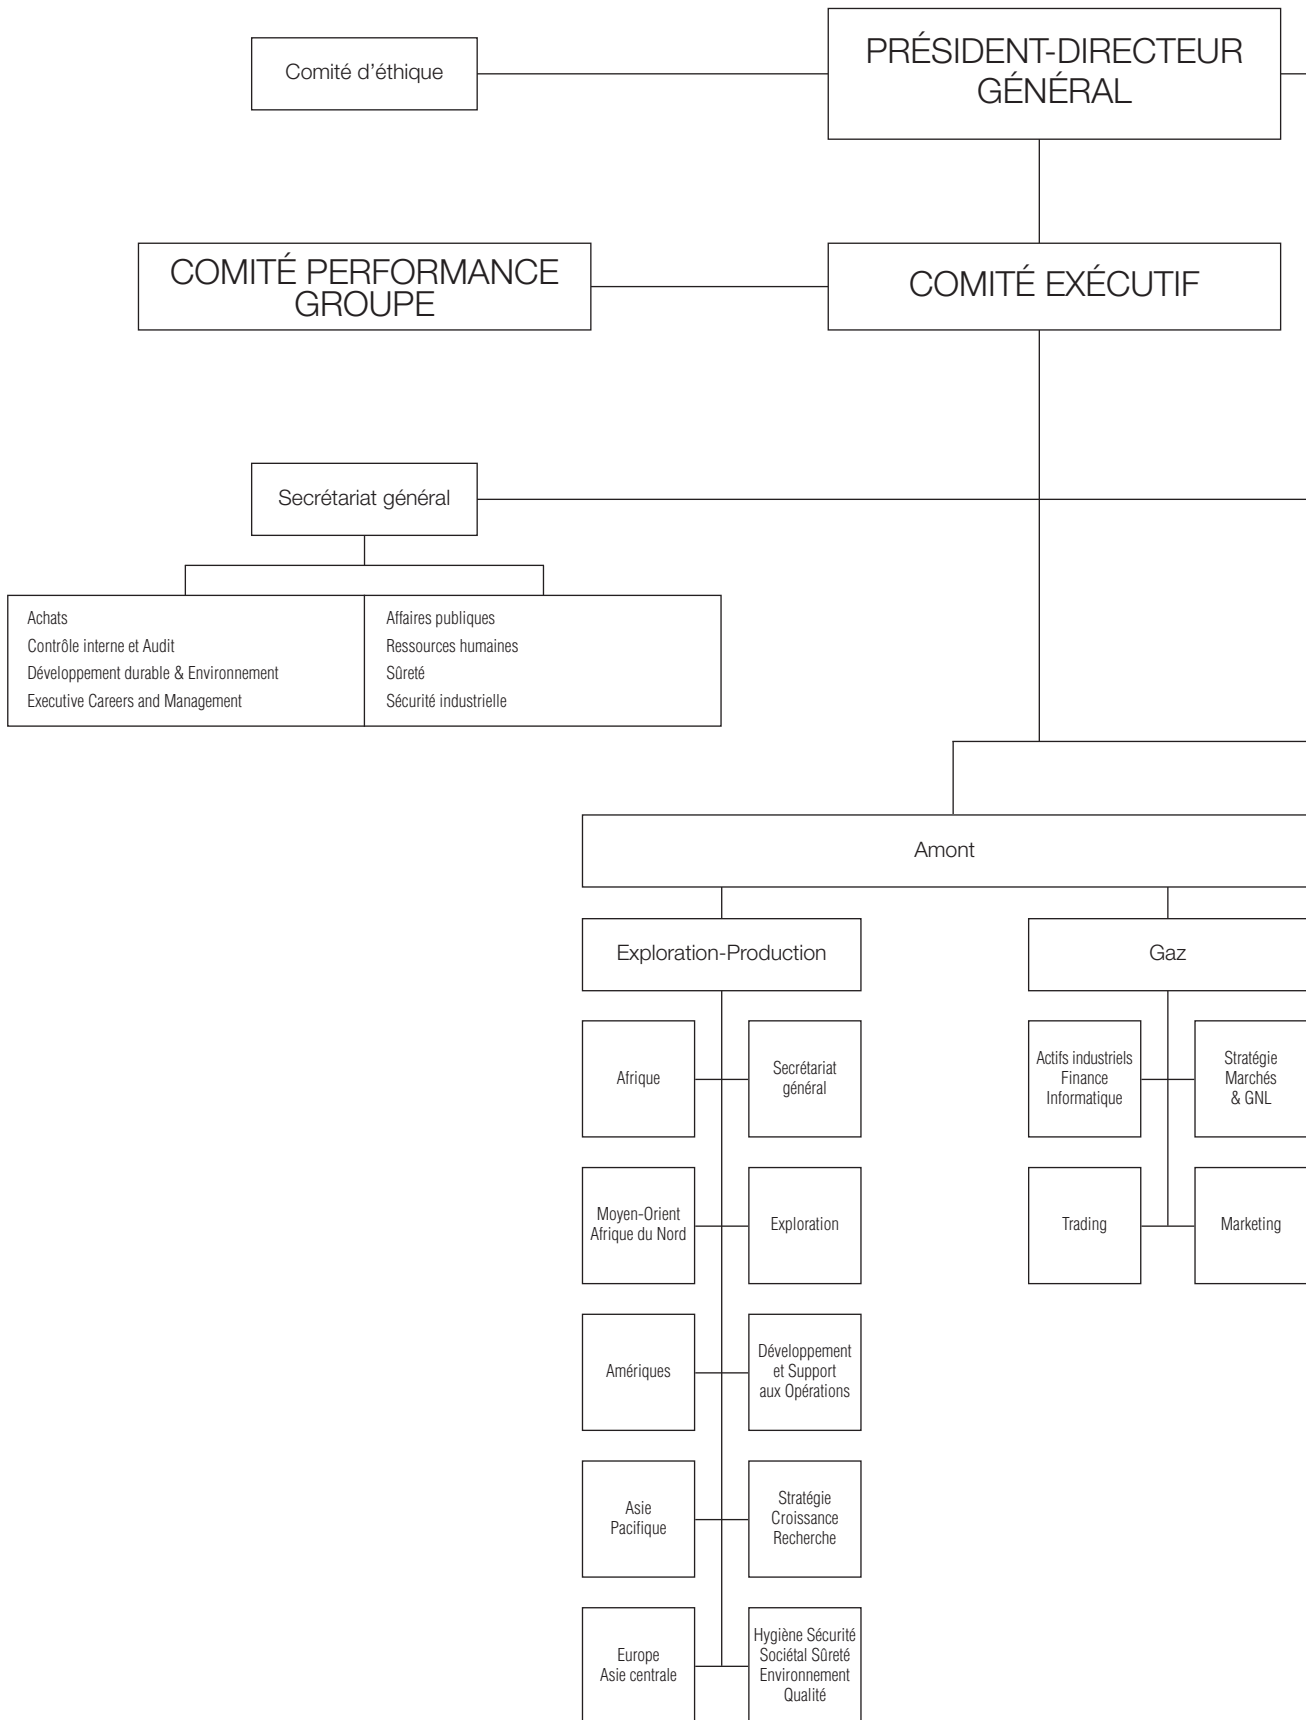 Comité d'éthique
PRÉSIDENT-DIRECTEUR
GÉNÉRAL
COMITÉ PERFORMANCE
GROUPE
COMITÉ EXÉCUTIF
Secrétariat général
Achats
Contrôle interne et Audit
Développement durable & Environnement
Executive Careers and Management
Affaires publiques
Ressources humaines
Sûreté
Sécurité industrielle
Amont
Exploration-Production
Gaz
Afrique
Secrétariat
général
Actifs industriels
Finance
Informatique
Stratégie
Marchés
& GNL
Moyen-Orient
Afrique du Nord
Exploration
Trading
Marketing
Amériques
Développement
et Support
aux Opérations
Asie
Pacifique
Stratégie
Croissance
Recherche
Europe
Asie centrale
Hygiène Sécurité
Sociétal Sûreté
Environnement
Qualité